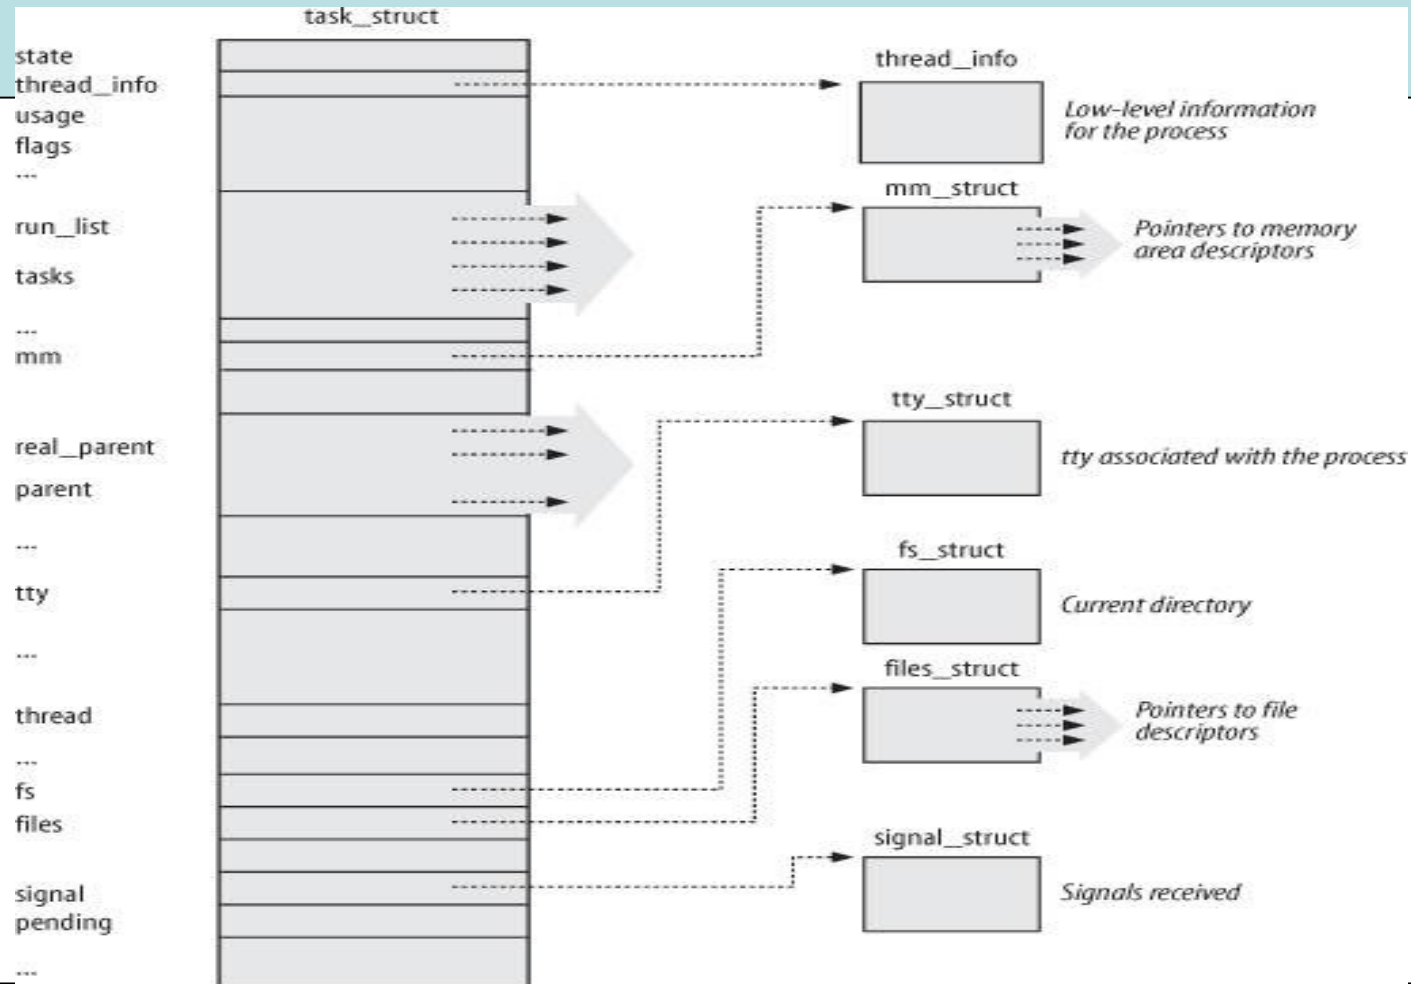 task_struct
state
thread_info
usage
flags
...
run_list
tasks
...
mm
real_parent
parent
...
tty
...
thread
...
fs
files
signal
pending
...
thread_info
Low-level information
for the process
mm_struct
Pointers to memory
area descriptors
tty_struct
tty associated with the process
fs_struct
Current directory
files_struct
Pointers to file
descriptors
signal_struct
Signals received